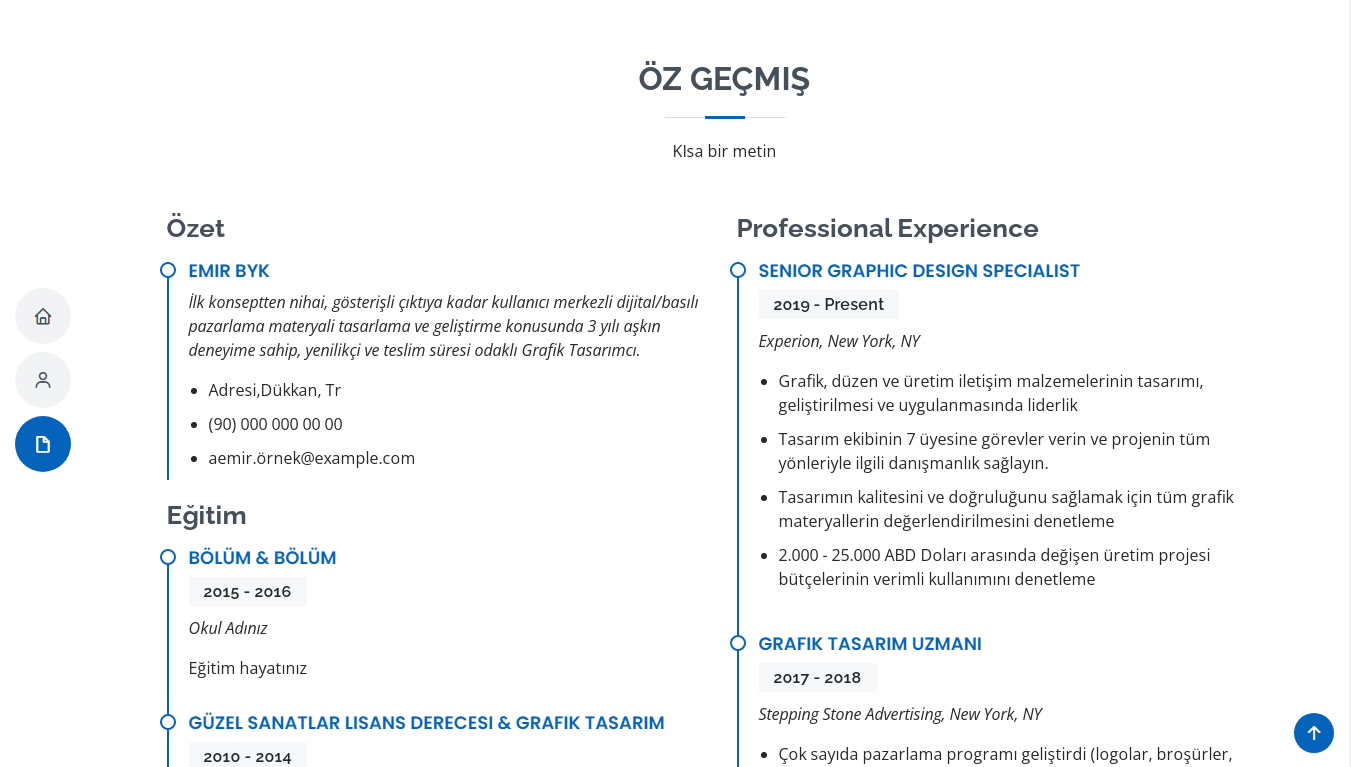 ÖZ GEÇMIŞ
KIsa bir metin
Özet
EMIR BYK
İlk konseptten nihai, gösterişli çıktıya kadar kullanıcı merkezli dijital/basılı
pazarlama materyali tasarlama ve geliştirme konusunda 3 yılı aşkın
deneyime sahip, yenilikçi ve teslim süresi odaklı Grafik Tasarımcı.
Adresi,Dükkan, Tr
(90) 000 000 00 00
aemir.örnek@example.com
Eğitim
BÖLÜM & BÖLÜM
2015 - 2016
Okul Adınız
Eğitim hayatınız
GÜZEL SANATLAR LISANS DERECESI & GRAFIK TASARIM
2010 - 2014
Professional Experience
SENIOR GRAPHIC DESIGN SPECIALIST
2019 - Present
Experion, New York, NY
Grafik, düzen ve üretim iletişim malzemelerinin tasarımı,
geliştirilmesi ve uygulanmasında liderlik
Tasarım ekibinin 7 üyesine görevler verin ve projenin tüm
yönleriyle ilgili danışmanlık sağlayın.
Tasarımın kalitesini ve doğruluğunu sağlamak için tüm grafik
materyallerin değerlendirilmesini denetleme
2.000 - 25.000 ABD Doları arasında değişen üretim projesi
bütçelerinin verimli kullanımını denetleme
GRAFIK TASARIM UZMANI
2017 - 2018
Stepping Stone Advertising, New York, NY
Çok sayıda pazarlama programı geliştirdi (logolar, broşürler,